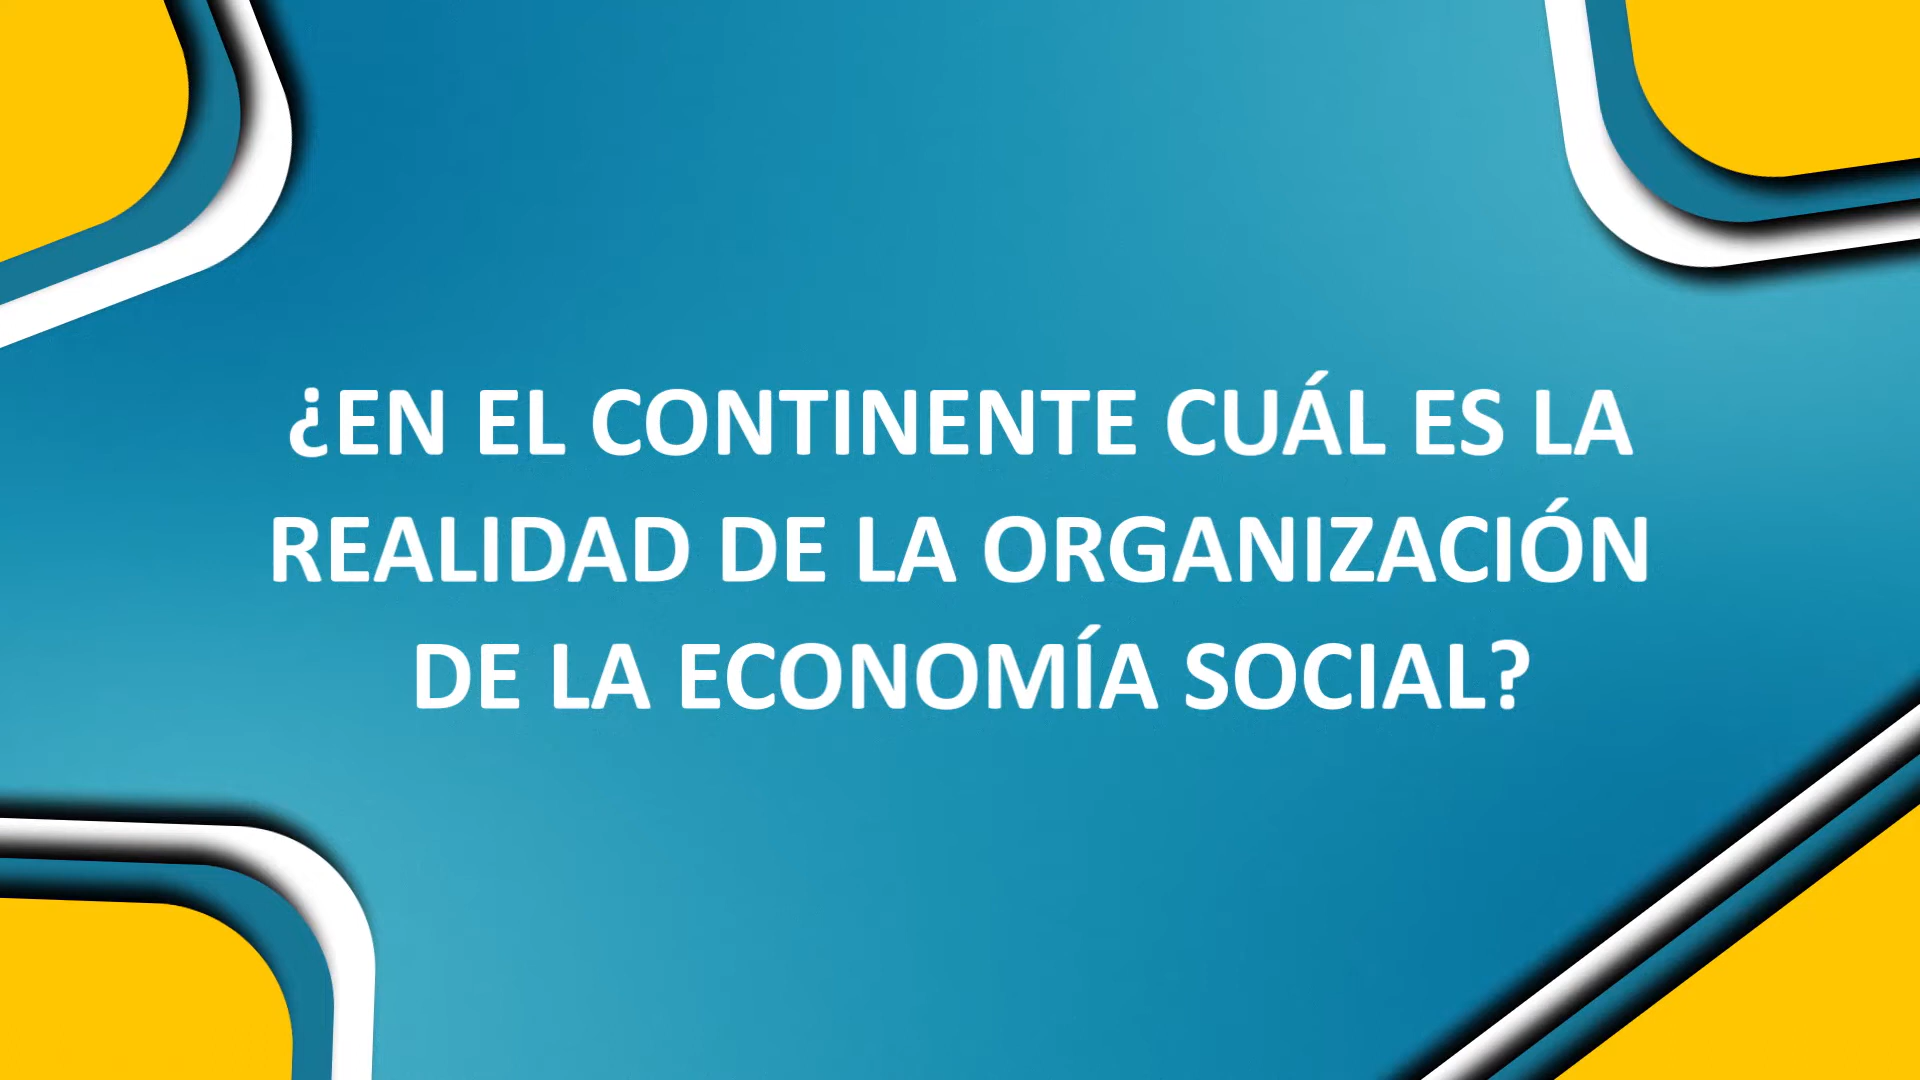 ¿EN EL CONTINENTE CUÁL ES LA
REALIDAD DE LA ORGANIZACIÓN
DE LA ECONOMÍA SOCIAL?